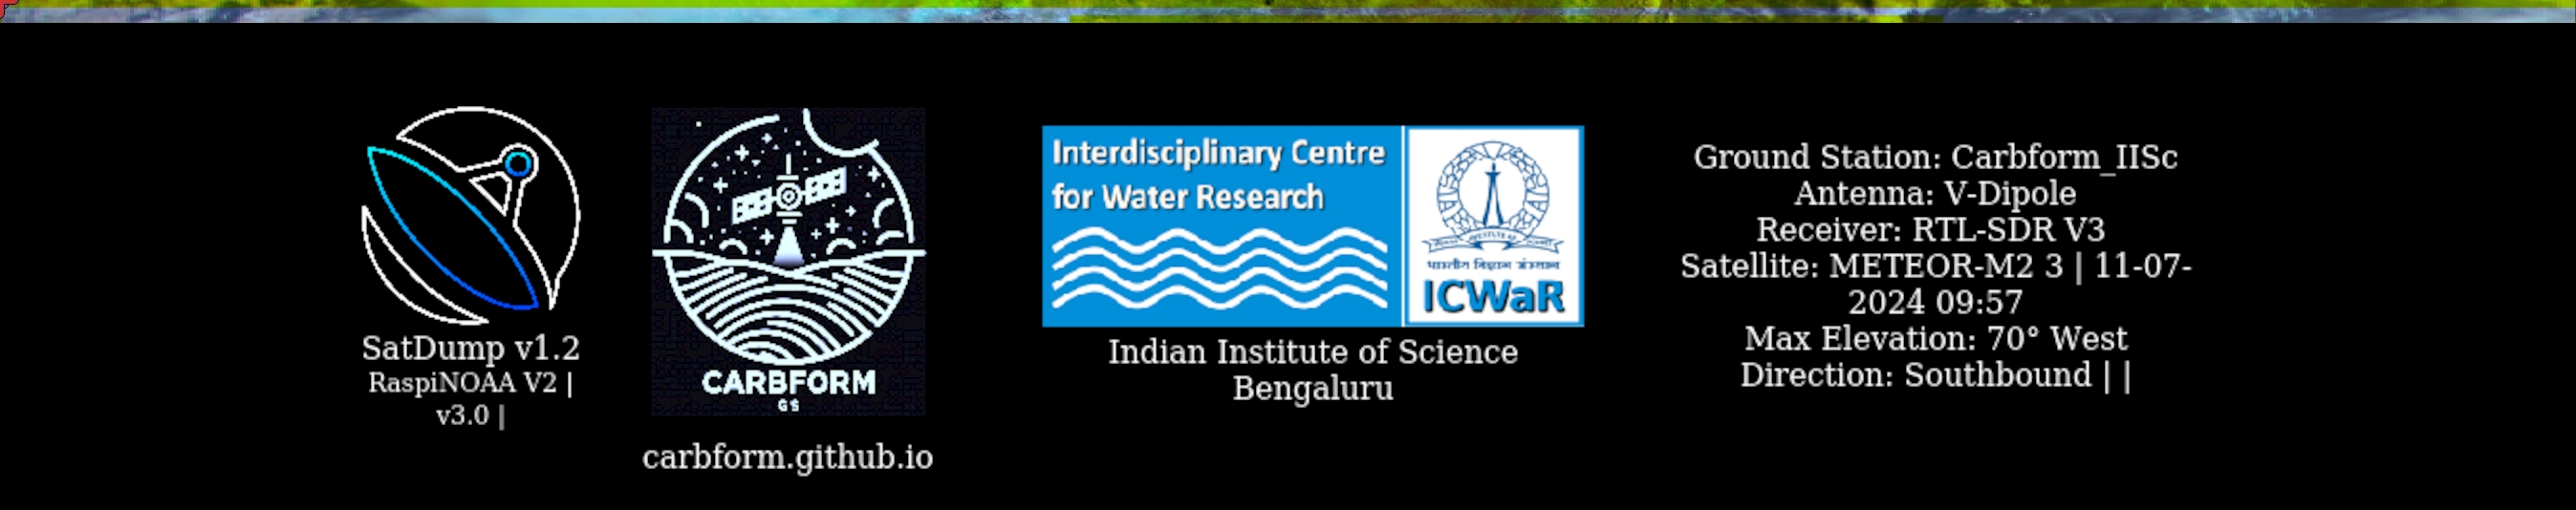 SatDump v1.2
RaspiNOAA V2 |
v3.0 |
CARBFORM
GS
carbform.github.io
Interdisciplinary Centre
for Water Research
भारतीय विज्ञान संस्थान
ICWaR
Indian Institute of Science
Bengaluru
Ground Station: Carbform_IISc
Antenna: V-Dipole
Receiver: RTL-SDR V3
Satellite: METEOR-M2 3 | 11-07-
2024 09:57
Max Elevation: 70° West
Direction: Southbound | |